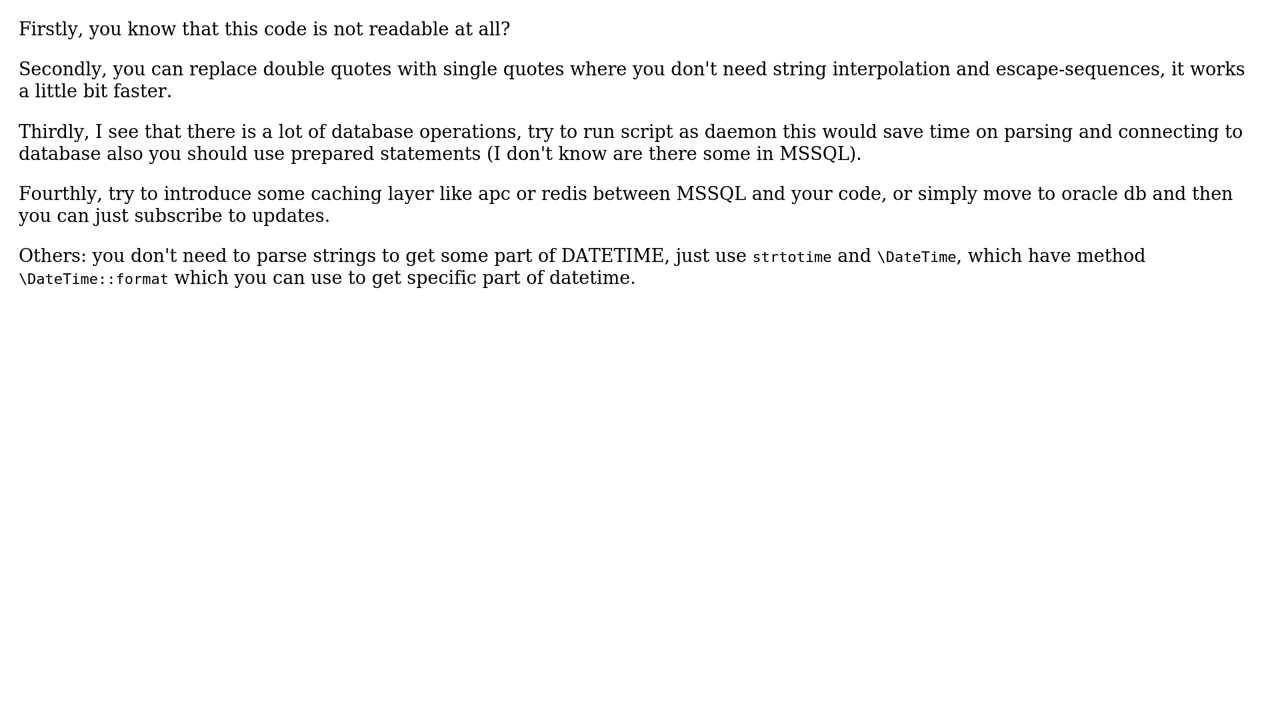 Firstly, you know that this code is not readable at all?
Secondly, you can replace double quotes with single quotes where you don't need string interpolation and escape-sequences, it works
a little bit faster.
Thirdly, I see that there is a lot of database operations, try to run script as daemon this would save time on parsing and connecting to
database also you should use prepared statements (I don't know are there some in MSSQL).
Fourthly, try to introduce some caching layer like apc or redis between MSSQL and your code, or simply move to oracle db and then
you can just subscribe to updates.
Others: you don't need to parse strings to get some part of DATETIME, just use strtotime and \DateTime, which have method
\DateTime::format which you can use to get specific part of datetime.